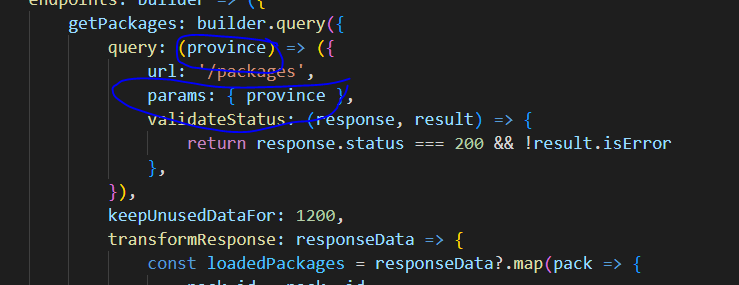 endpoints: builder => ({
getPackages: builder.query({
query: (province) => ({
url: '/packages',
params: { province },
validateStatus: (response, result) => {
return response.status === 200 && !result.isError
},
}),
keepUnusedDataFor: 1200,
transformResponse: responseData => {
const loadedPackages = responseData?.map(pack => {